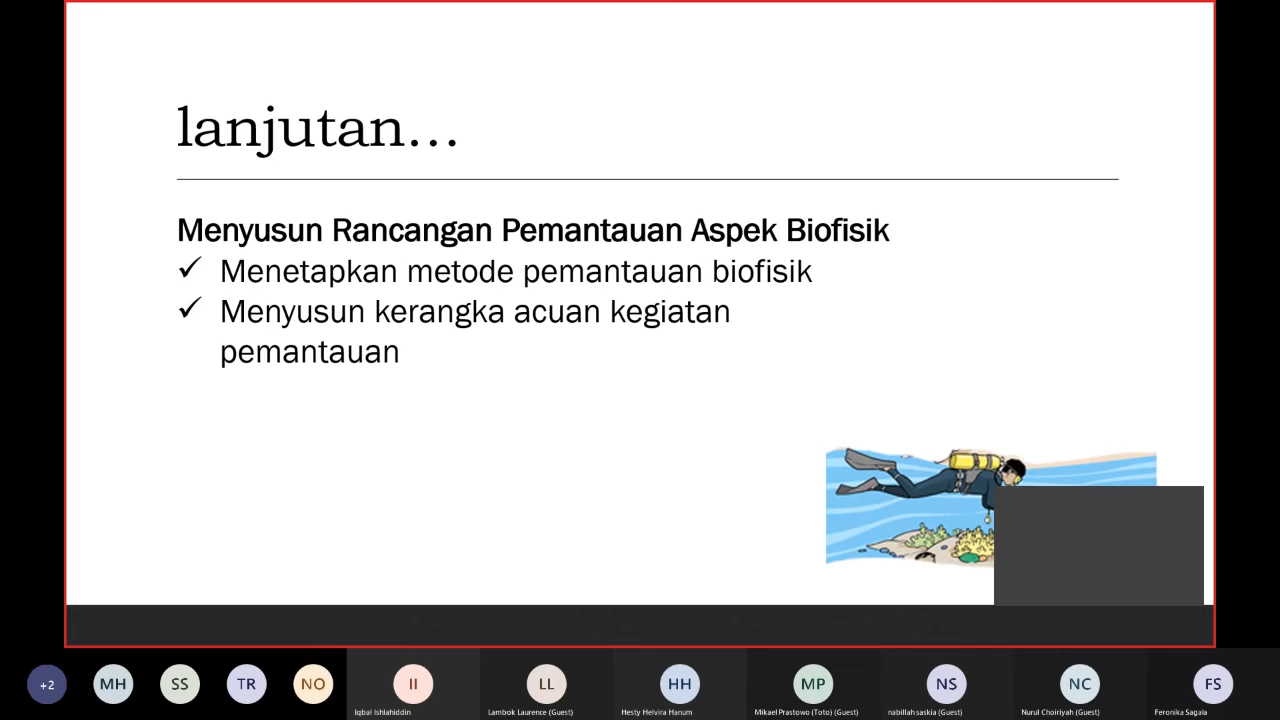 lanjutan...
Menyusun Rancangan Pemantauan Aspek Biofisik
✓ Menetapkan metode pemantauan biofisik
✓ Menyusun kerangka acuan kegiatan
pemantauan
+2
MH
SS
TR
NO
II
LL
HH
MP
NS
NC
FS
Iqbal Ishlahiddin
Lambok Laurence (Guest)
Hesty Helvira Hanum
Mikael Prastowo (Toto) (Guest)
nabillah saskia (Guest)
Nurul Choiriyah (Guest)
Feronika Sagala